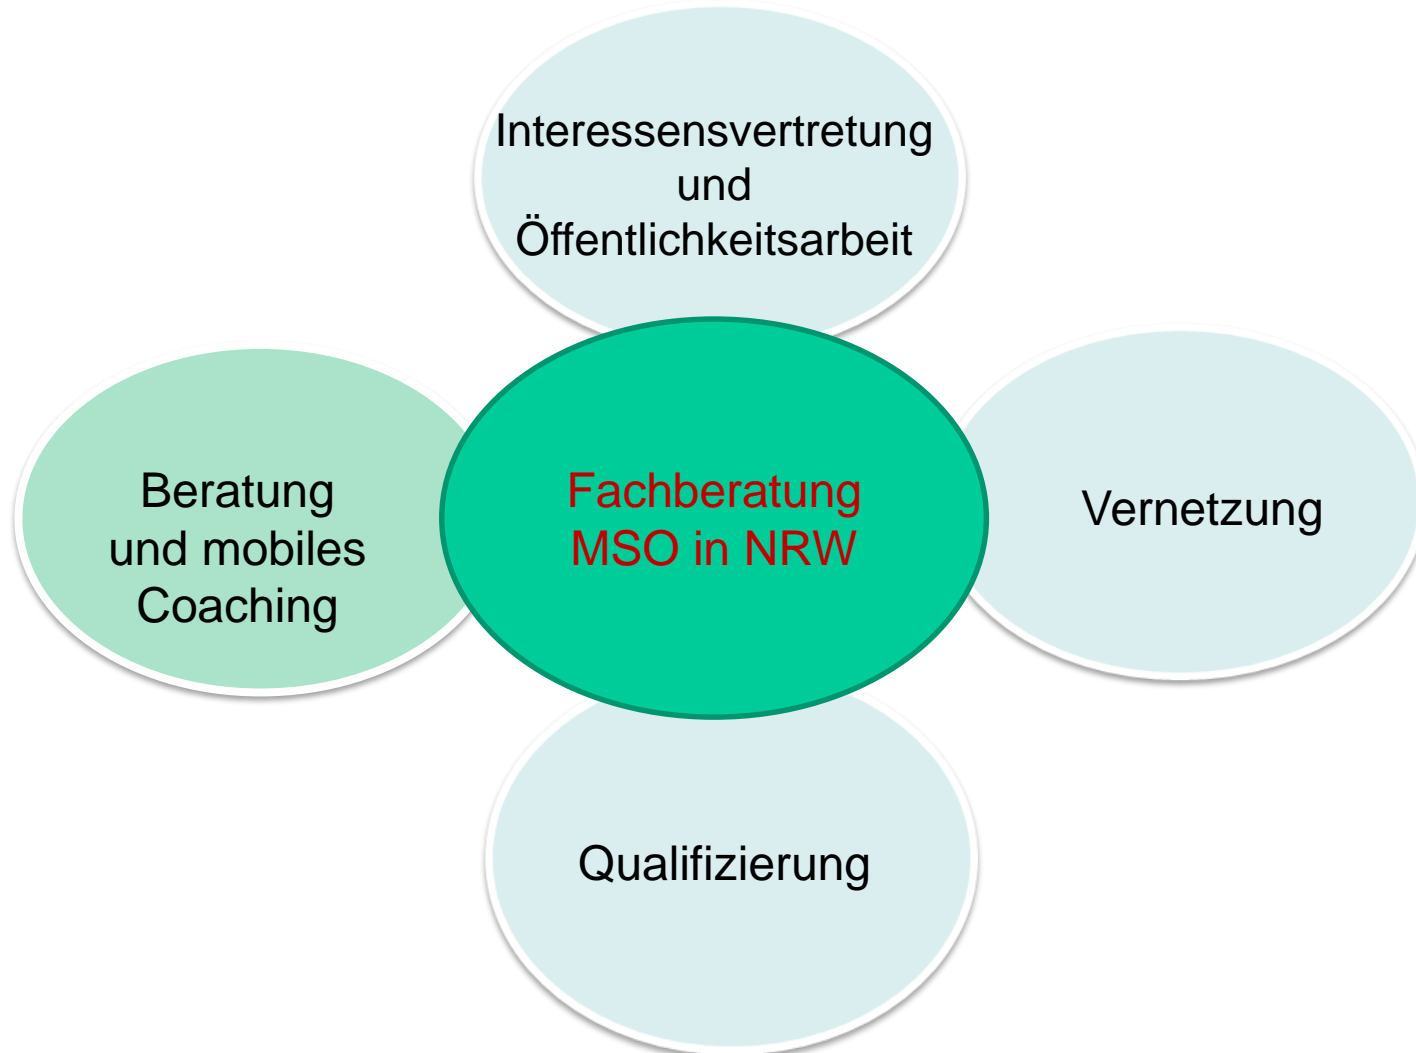 Interessensvertretung
und
Öffentlichkeitsarbeit
Beratung
und mobiles
Coaching
Fachberatung
MSO in NRW
Vernetzung
Qualifizierung